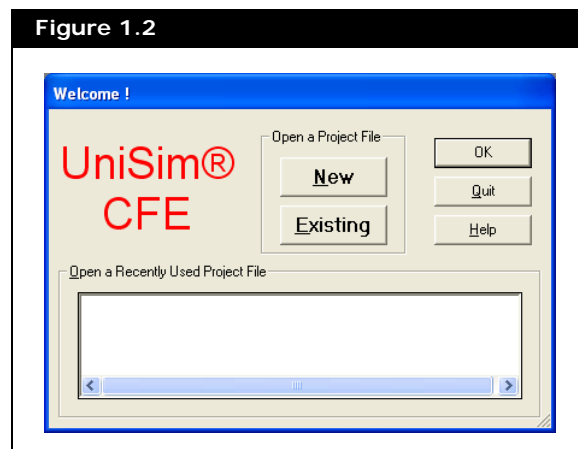 Figure 1.2
Welcome !
UniSim®
CFE
Open a Project File
New
Existing
OK
Quit
Help
Open a Recently Used Project File